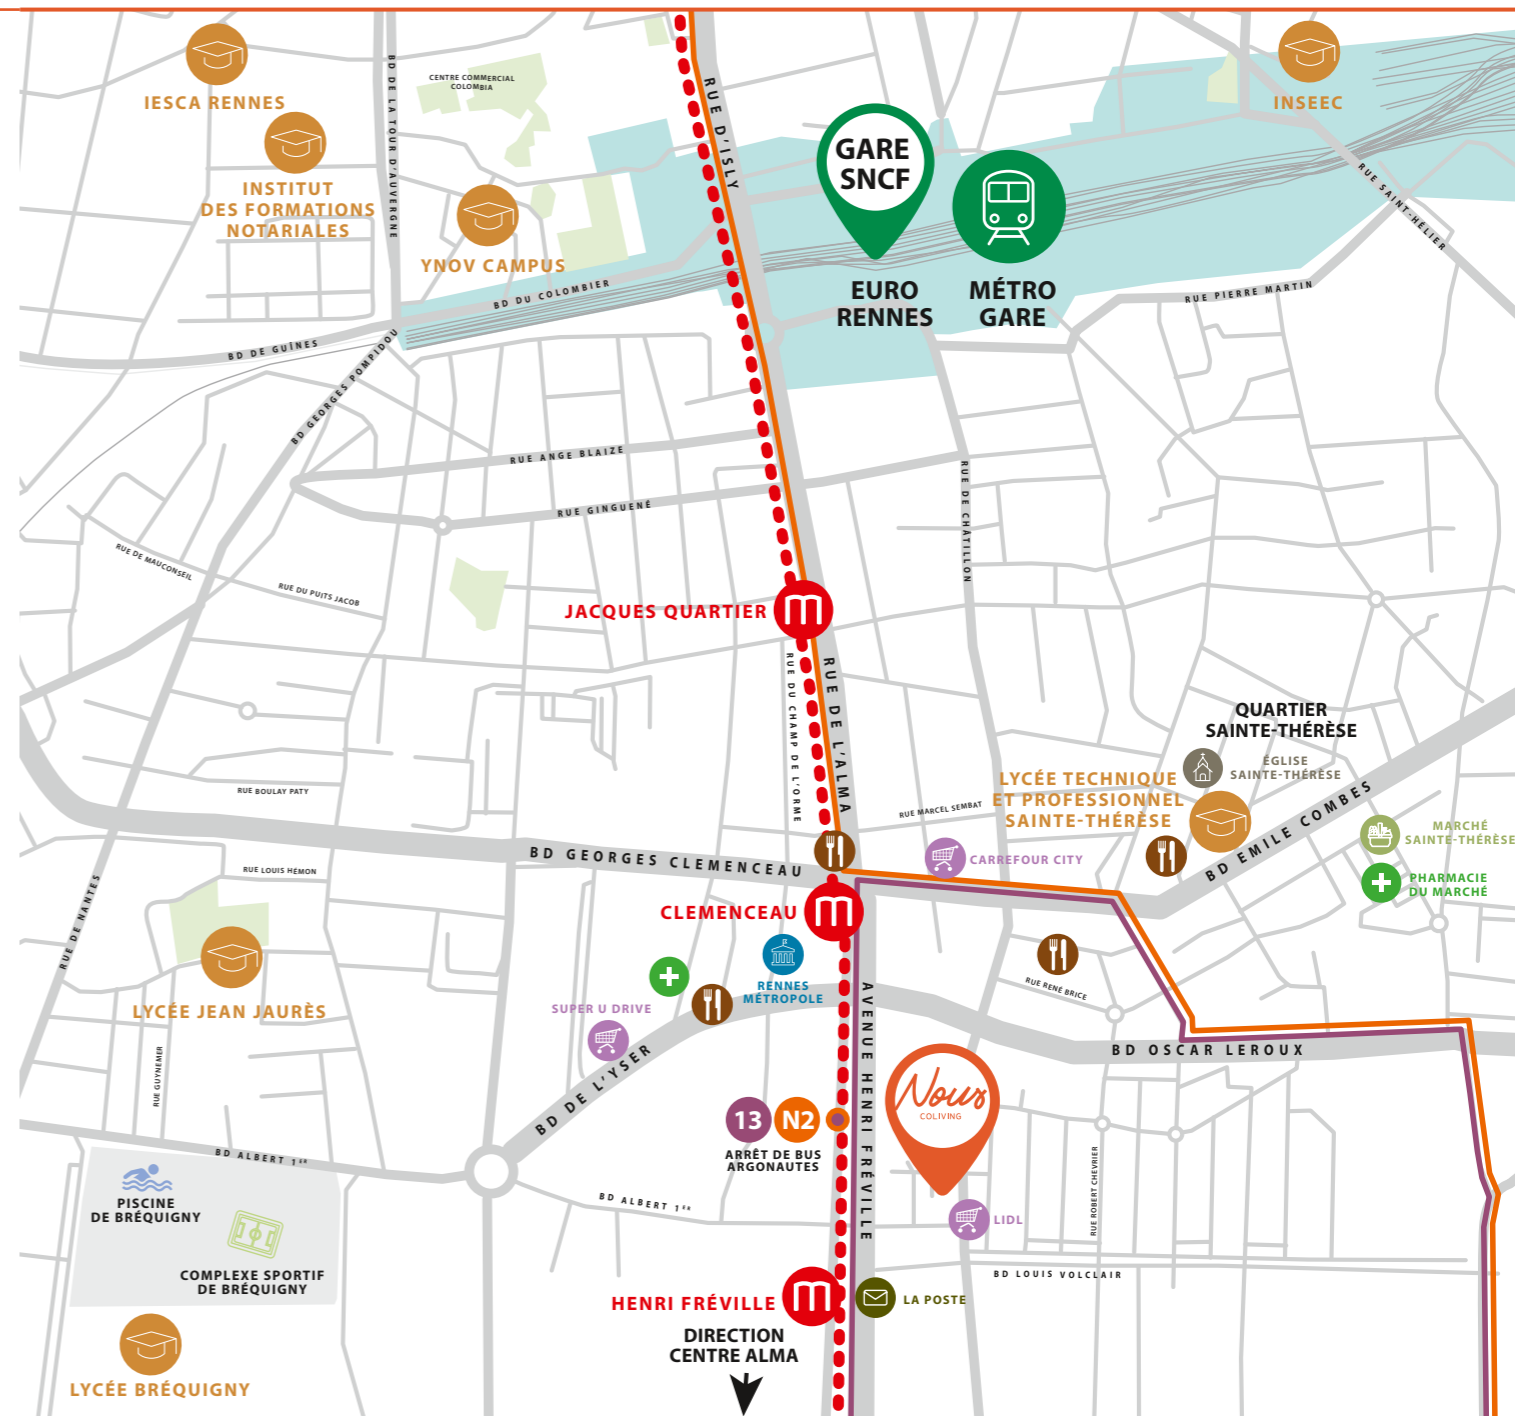 IESCA RENNES
INSTITUT
DES FORMATIONS
NOTARIALES
BD DE LA TOUR D'AUVERGNE
CENTRE COMMERCIAL
COLOMBIA
YNOV CAMPUS
RUE D'ISLY
GARE
SNCF
EURO
RENNES
MÉTRO
GARE
INSEEC
RUE SAINT-HÉLIER
RUE PIERRE MARTIN
BD DU COLOMBIER
BD DE GUÎNES
BD GEORGES POMPIDOU
RUE ANGE BLAIZE
RUE GINGUENÉ
RUE DE CHÂTILLON
RUE DE MAUCONSEIL
RUE DU PUITS JACOB
JACQUES QUARTIER
RUE DU CHAMP DE L'ORME
RUE DE L'ALMA
QUARTIER
SAINTE-THÉRÈSE
ÉGLISE
SAINTE-THÉRÈSE
LYCÉE TECHNIQUE
ET PROFESSIONNEL
SAINTE-THÉRÈSE
RUE BOULAY PATY
RUE MARCEL SEMBAT
BD EMILE COMBES
MARCHÉ
SAINTE-THÉRÈSE
PHARMACIE
DU MARCHÉ
BD GEORGES CLEMENCEAU
CARREFOUR CITY
RUE LOUIS HÉMON
RUE DE NANTES
CLEMENCEAU
RENNES
MÉTROPOLE
RUE RENÉ BRICE
LYCÉE JEAN JAURÈS
SUPER U DRIVE
BD DE L'YSER
AVENUE HENRI FRÉVILLE
BD OSCAR LEROUX
RUE GUYNEMER
Nous
COLIVING
13
N2
ARRÊT DE BUS
ARGONAUTES
BD ALBERT 1ER
BD ALBERT 1ER
RUE ROBERT CHEVRIER
PISCINE
DE BRÉQUIGNY
LIDL
COMPLEXE SPORTIF
DE BRÉQUIGNY
BD LOUIS VOLCLAIR
HENRI FRÉVILLE
LA POSTE
DIRECTION
CENTRE ALMA
LYCÉE BRÉQUIGNY